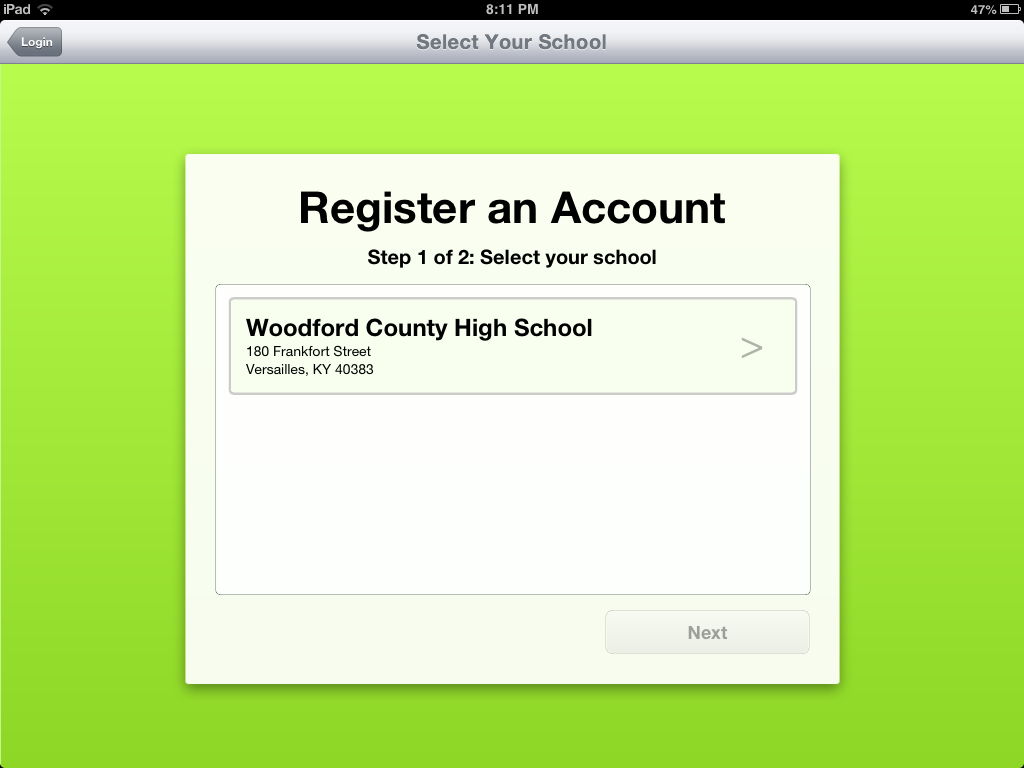 iPad 8:11 PM 47%
Login Select Your School
Register an Account
Step 1 of 2: Select your school
Woodford County High School
180 Frankfort Street
Versailles, KY 40383
>
Next